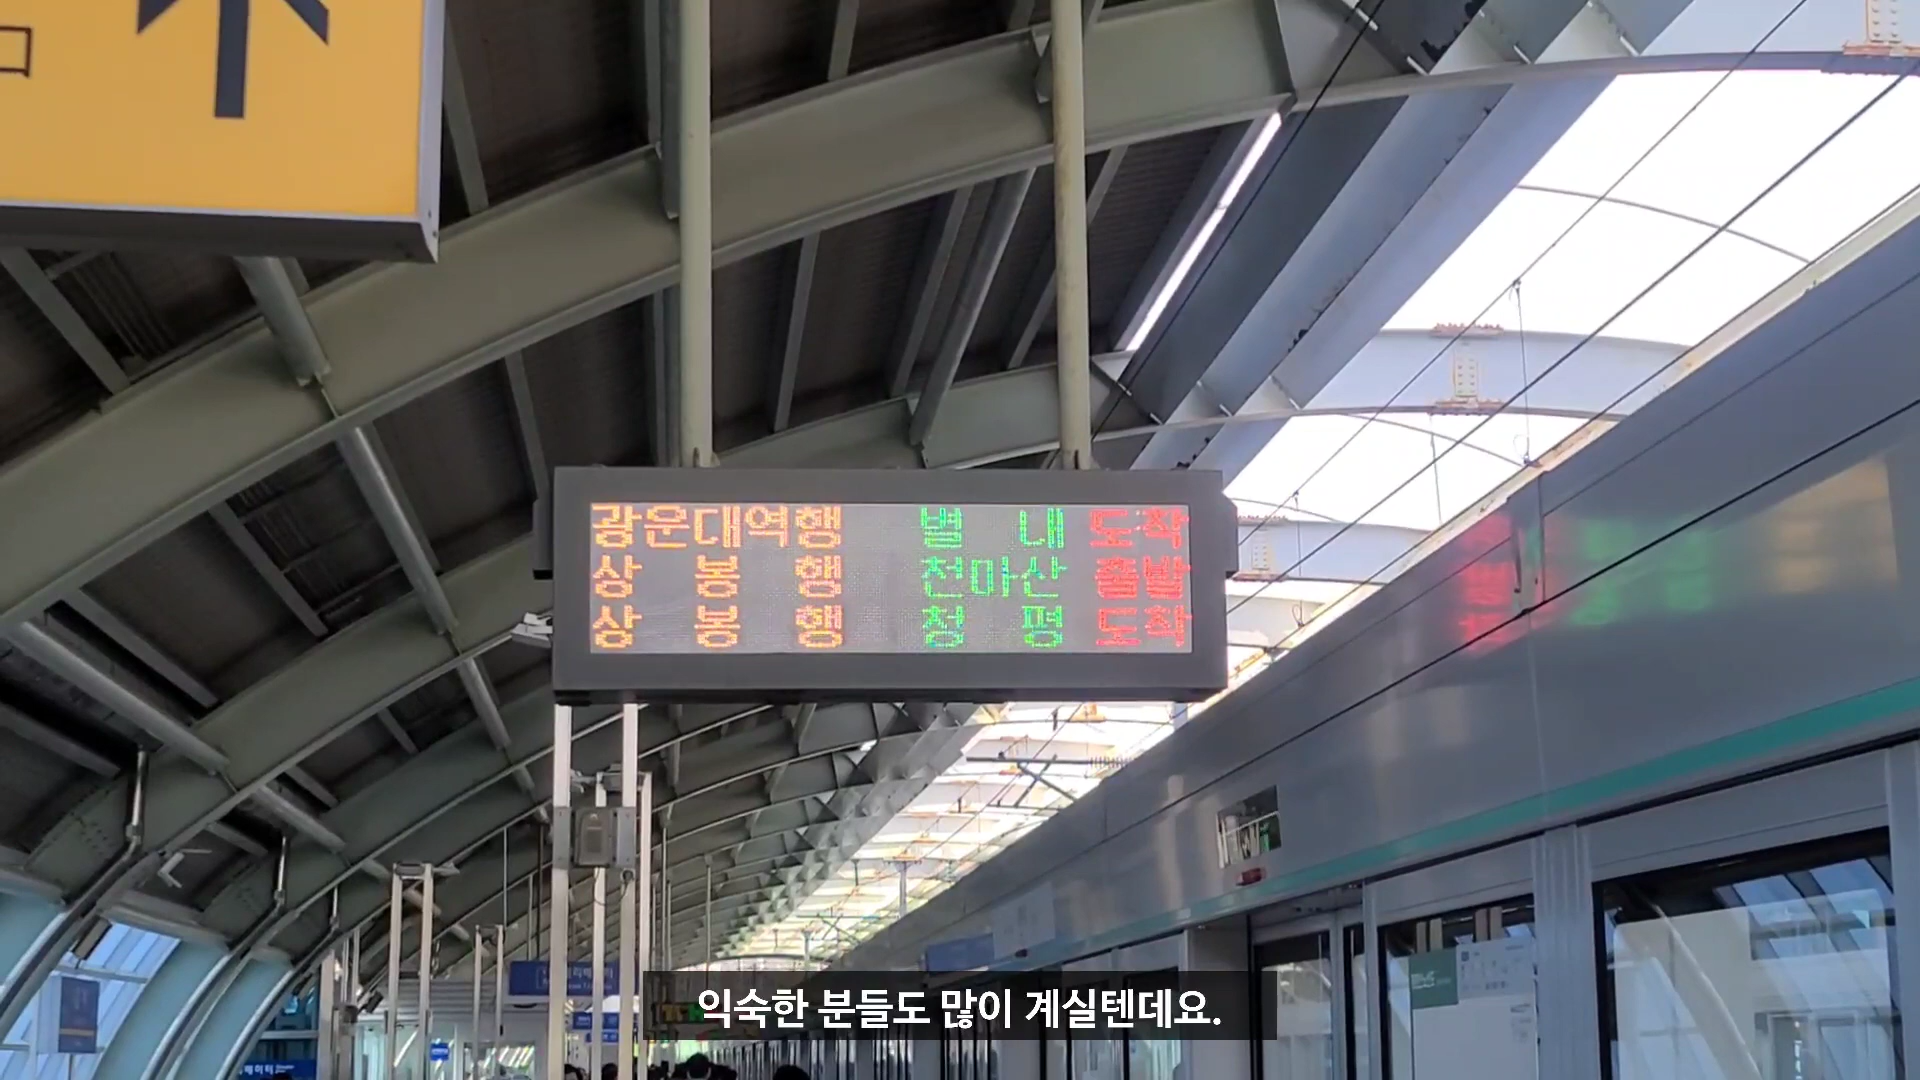 광운대역행 별내 도착
상봉행 천마산 출발
상봉행 청평 도착
익숙한 분들도 많이 계실텐데요.